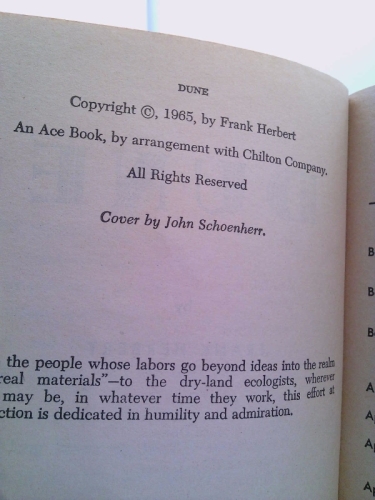 DUNE
Copyright ©, 1965, by Frank Herbert
An Ace Book, by arrangement with Chilton Company.
All Rights Reserved
Cover by John Schoenherr.
the people whose labors go beyond ideas into the realm
real materials"—to the dry-land ecologists, wherever
may be, in whatever time they work, this effort at
ction is dedicated in humility and admiration.
B
B
B
A
A
A
A